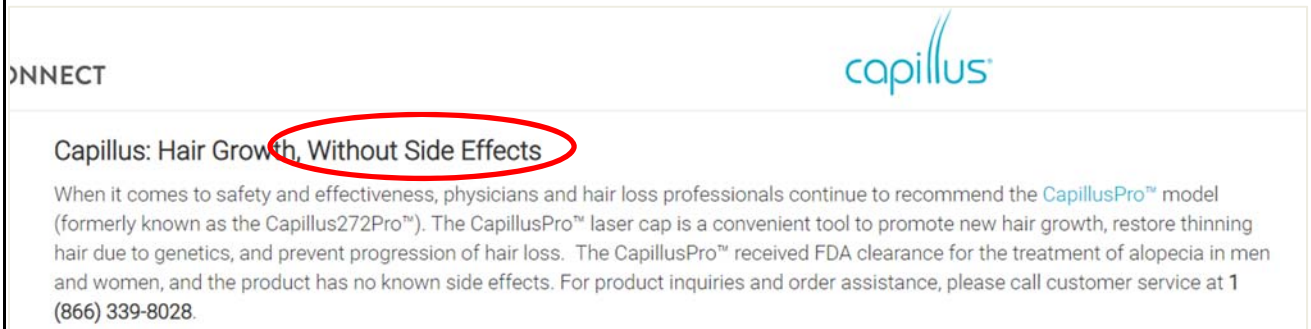 ONNECT
capillus®
Capillus: Hair Growth, Without Side Effects
When it comes to safety and effectiveness, physicians and hair loss professionals continue to recommend the CapillusPro™ model
(formerly known as the Capillus272Pro™). The CapillusPro™ laser cap is a convenient tool to promote new hair growth, restore thinning
hair due to genetics, and prevent progression of hair loss.  The CapillusPro™ received FDA clearance for the treatment of alopecia in men
and women, and the product has no known side effects. For product inquiries and order assistance, please call customer service at 1
(866) 339-8028.